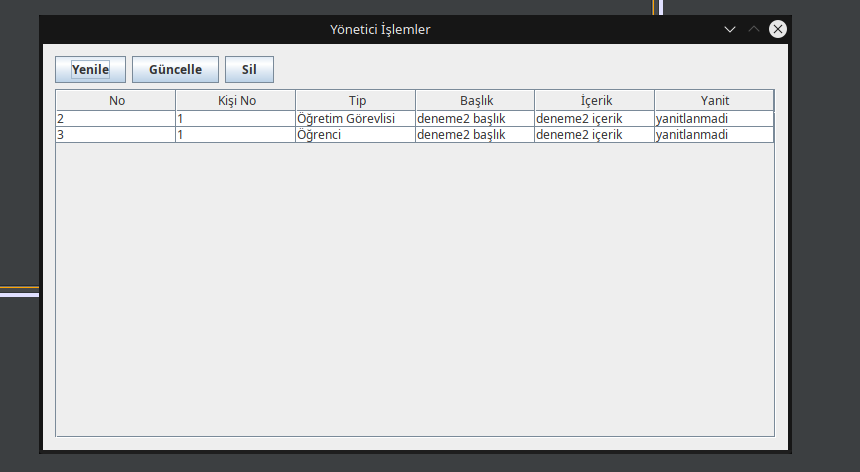 Yönetici İşlemler
Yenile Güncelle Sil
No Kişi No Tip Başlık İçerik Yanit
2 1 Öğretim Görevlisi deneme2 başlık deneme2 içerik yanitlanmadi
3 1 Öğrenci deneme2 başlık deneme2 içerik yanitlanmadi